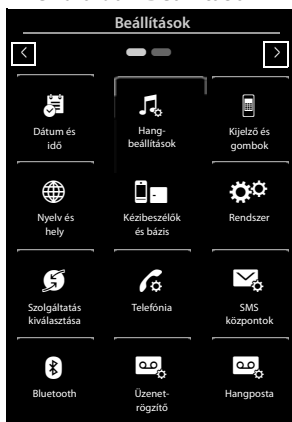 Beállítások
Dátum és
idő
Hang-
beállítások
Kijelző és
gombok
Nyelv és
hely
Kézibeszélők
és bázis
Rendszer
Szolgáltatás
kiválasztása
Telefónia
SMS
központok
Bluetooth
Üzenet-
rögzítő
Hangposta